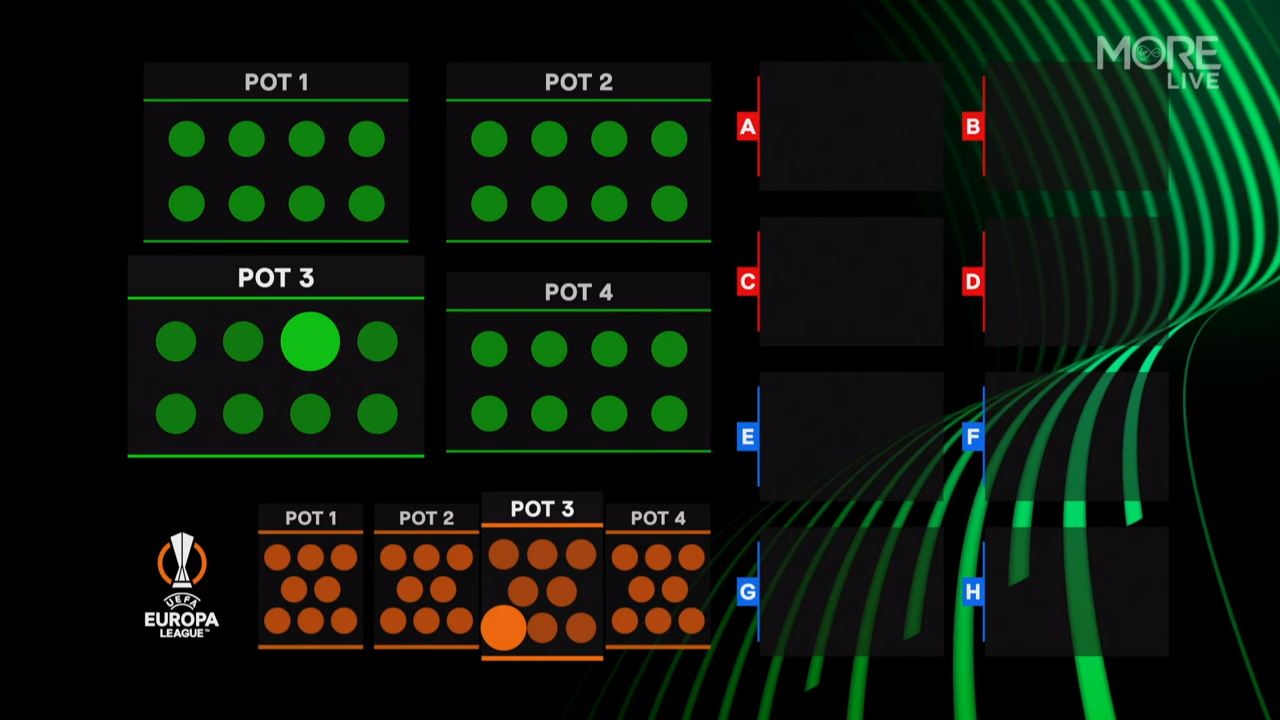 MORE
LIVE
POT 1
POT 2
A
B
C
D
POT 3
POT 4
E
F
G
H
POT 1
POT 2
POT 3
POT 4
UEFA
EUROPA
LEAGUE™